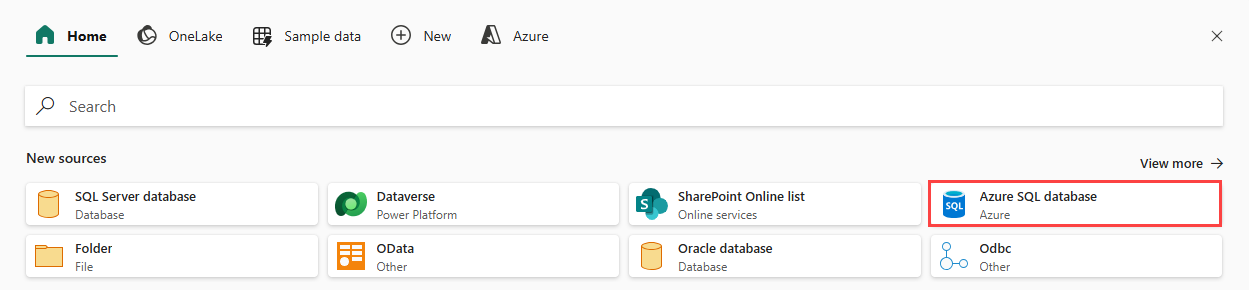 Home OneLake Sample data New Azure
Search
New sources
View more
SQL Server database Dataverse SharePoint Online list Azure SQL database
Database Power Platform Online services SQL Azure
Folder OData Oracle database Odbc
File Other Database Other